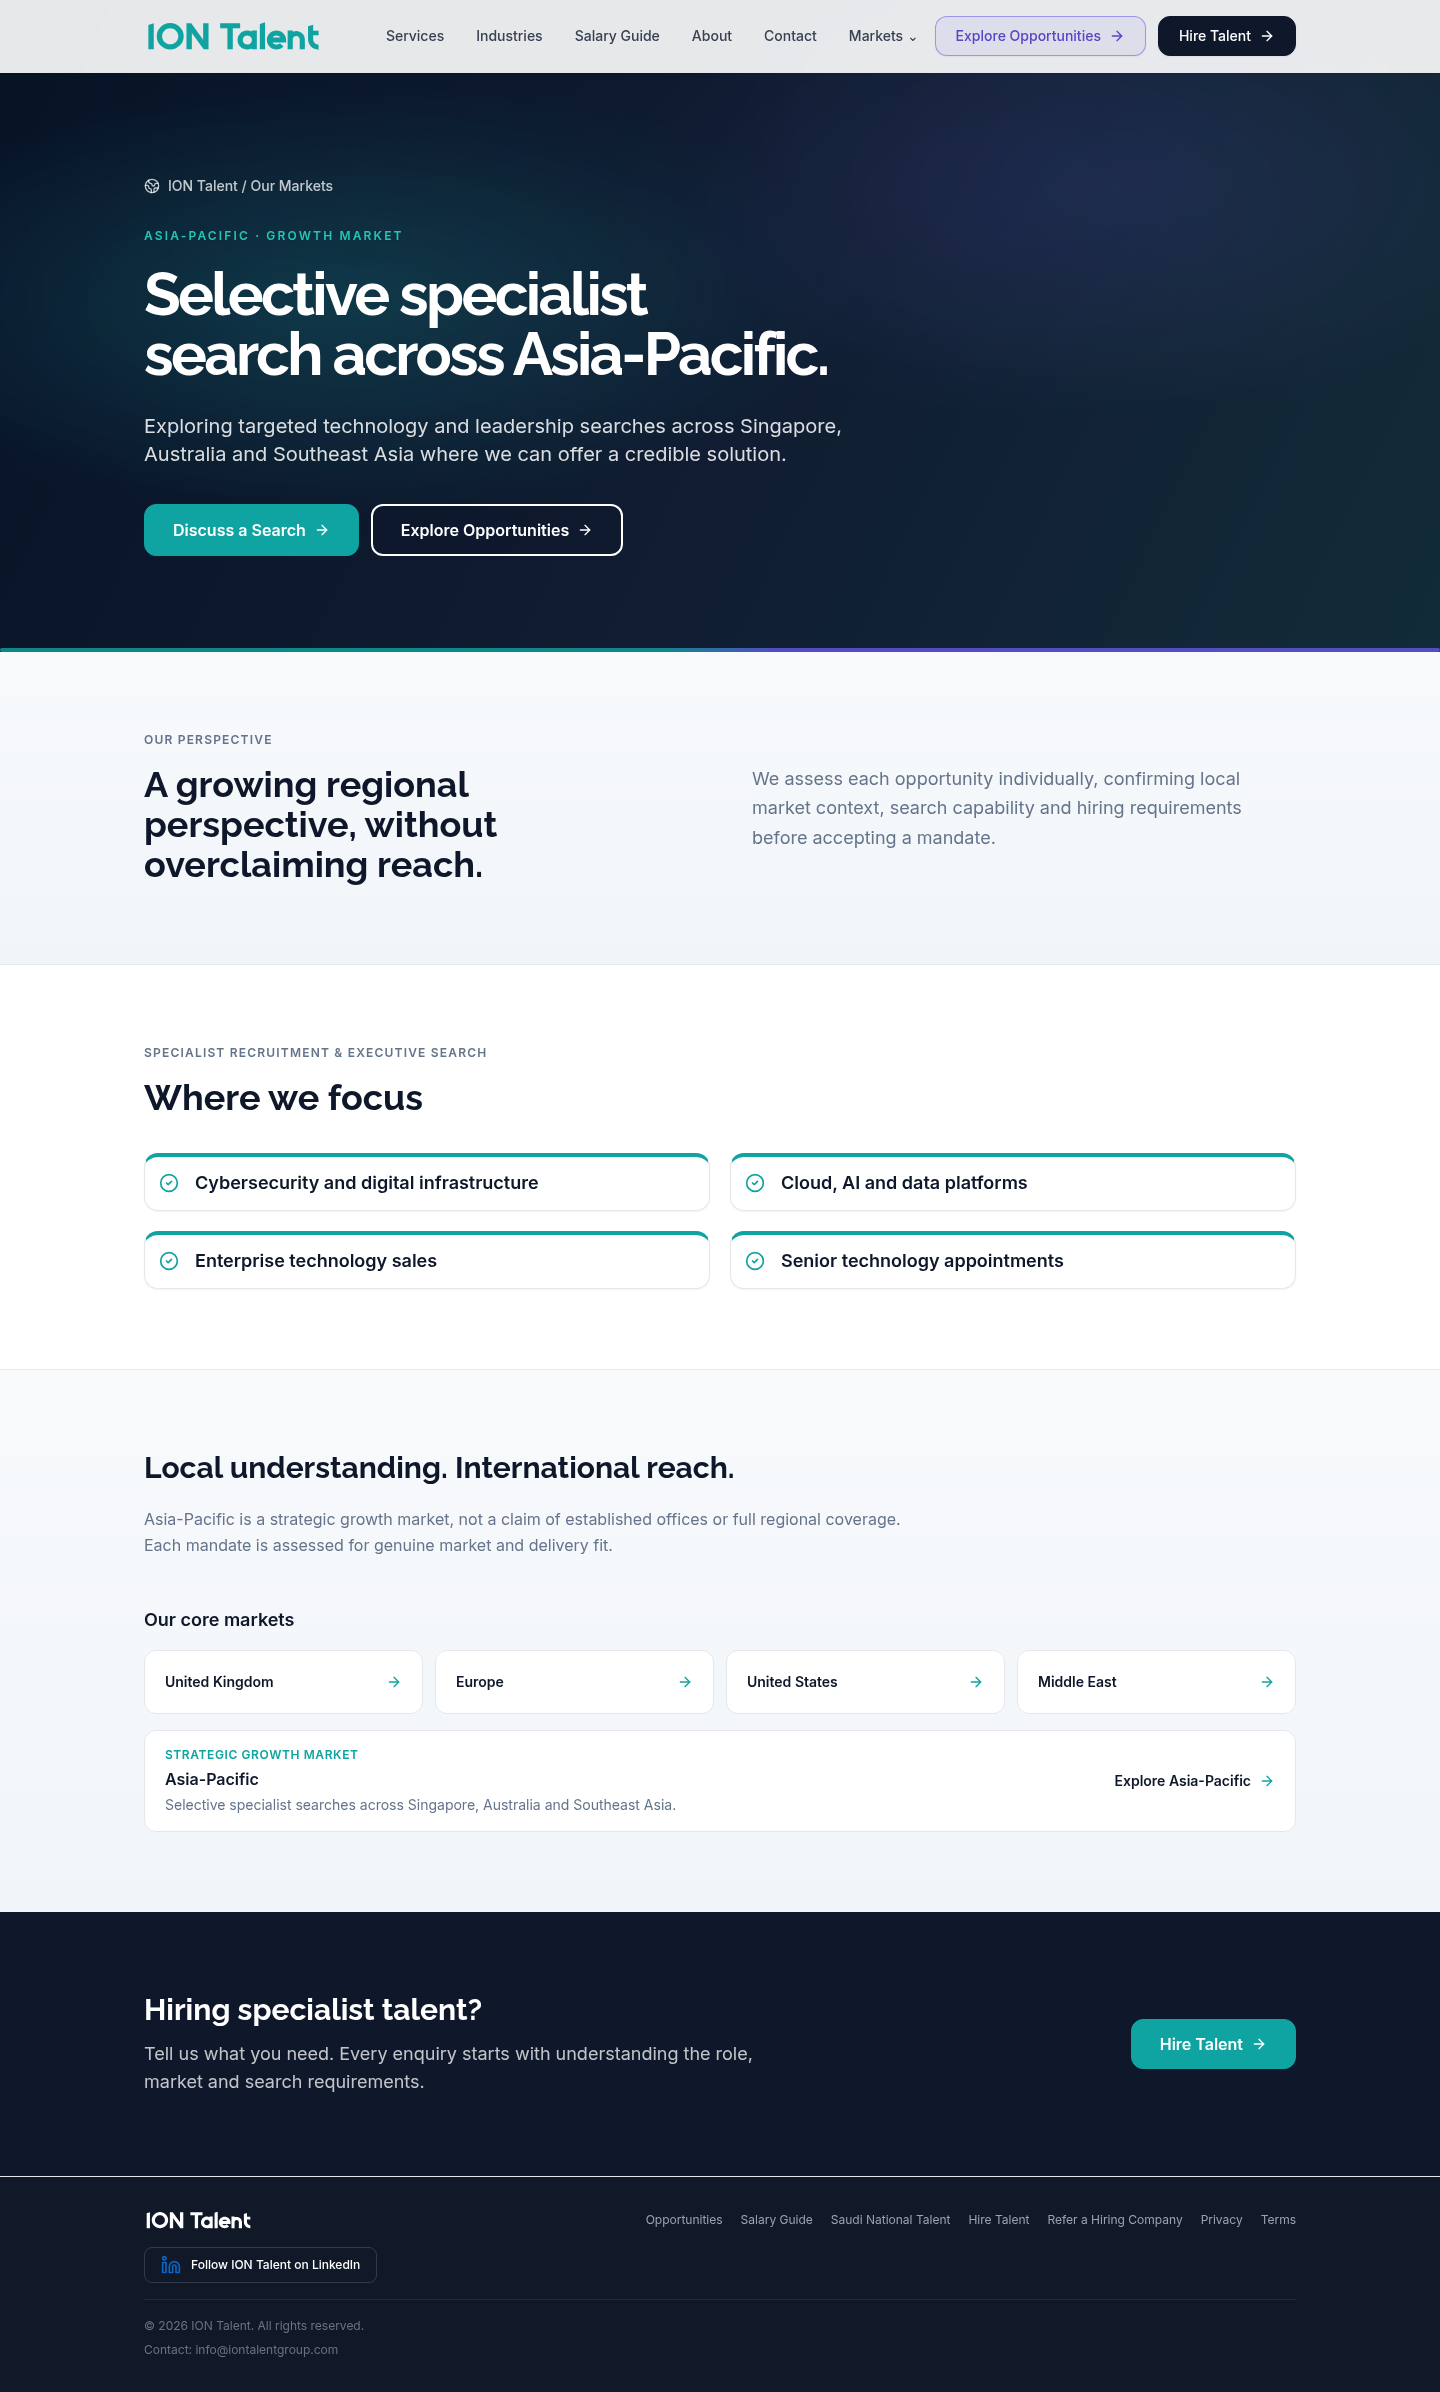 ION Talent
Services
Industries
Salary Guide
About
Contact
Markets
Explore Opportunities
Hire Talent
ION Talent / Our Markets
ASIA-PACIFIC · GROWTH MARKET
Selective specialist
search across Asia-Pacific.
Exploring targeted technology and leadership searches across Singapore,
Australia and Southeast Asia where we can offer a credible solution.
Discuss a Search
Explore Opportunities
OUR PERSPECTIVE
A growing regional
perspective, without
overclaiming reach.
We assess each opportunity individually, confirming local
market context, search capability and hiring requirements
before accepting a mandate.
SPECIALIST RECRUITMENT & EXECUTIVE SEARCH
Where we focus
Cybersecurity and digital infrastructure
Cloud, AI and data platforms
Enterprise technology sales
Senior technology appointments
Local understanding. International reach.
Asia-Pacific is a strategic growth market, not a claim of established offices or full regional coverage.
Each mandate is assessed for genuine market and delivery fit.
Our core markets
United Kingdom
Europe
United States
Middle East
STRATEGIC GROWTH MARKET
Asia-Pacific
Selective specialist searches across Singapore, Australia and Southeast Asia.
Explore Asia-Pacific
Hiring specialist talent?
Tell us what you need. Every enquiry starts with understanding the role,
market and search requirements.
Hire Talent
ION Talent
Opportunities
Salary Guide
Saudi National Talent
Hire Talent
Refer a Hiring Company
Privacy
Terms
Follow ION Talent on LinkedIn
© 2026 ION Talent. All rights reserved.
Contact: info@iontalentgroup.com